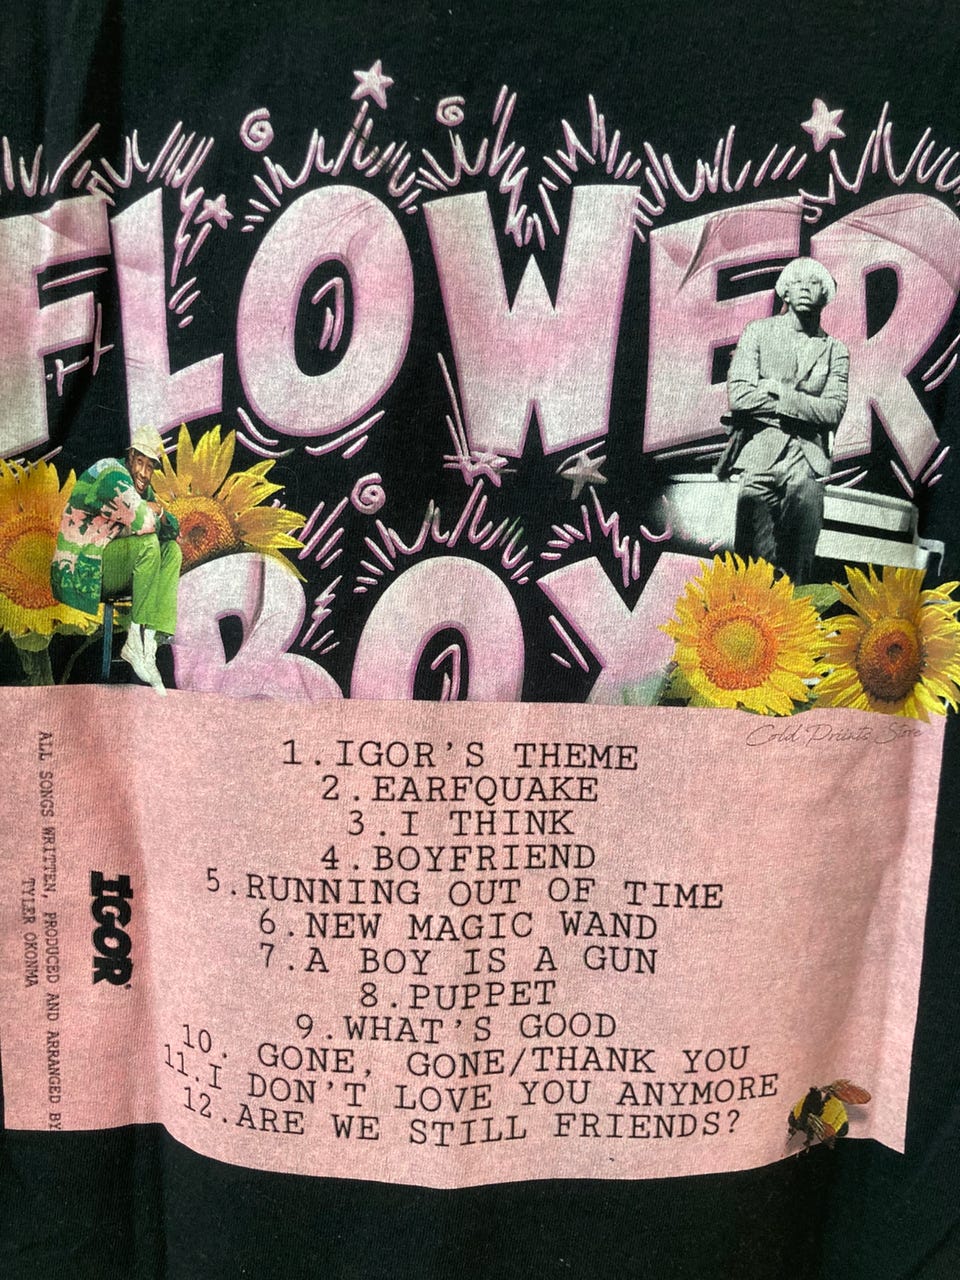 FLOWER
BOY
Cold Prints Store
1.IGOR'S THEME
2.EARFQUAKE
3.I THINK
4.BOYFRIEND
5.RUNNING OUT OF TIME
6.NEW MAGIC WAND
7.A BOY IS A GUN
8.PUPPET
9.WHAT'S GOOD
10. GONE, GONE/THANK YOU
11.I DON'T LOVE YOU ANYMORE
12.ARE WE STILL FRIENDS?
IGOR
ALL SONGS WRITTEN, PRODUCED AND ARRANGED BY
TYLER OKONMA